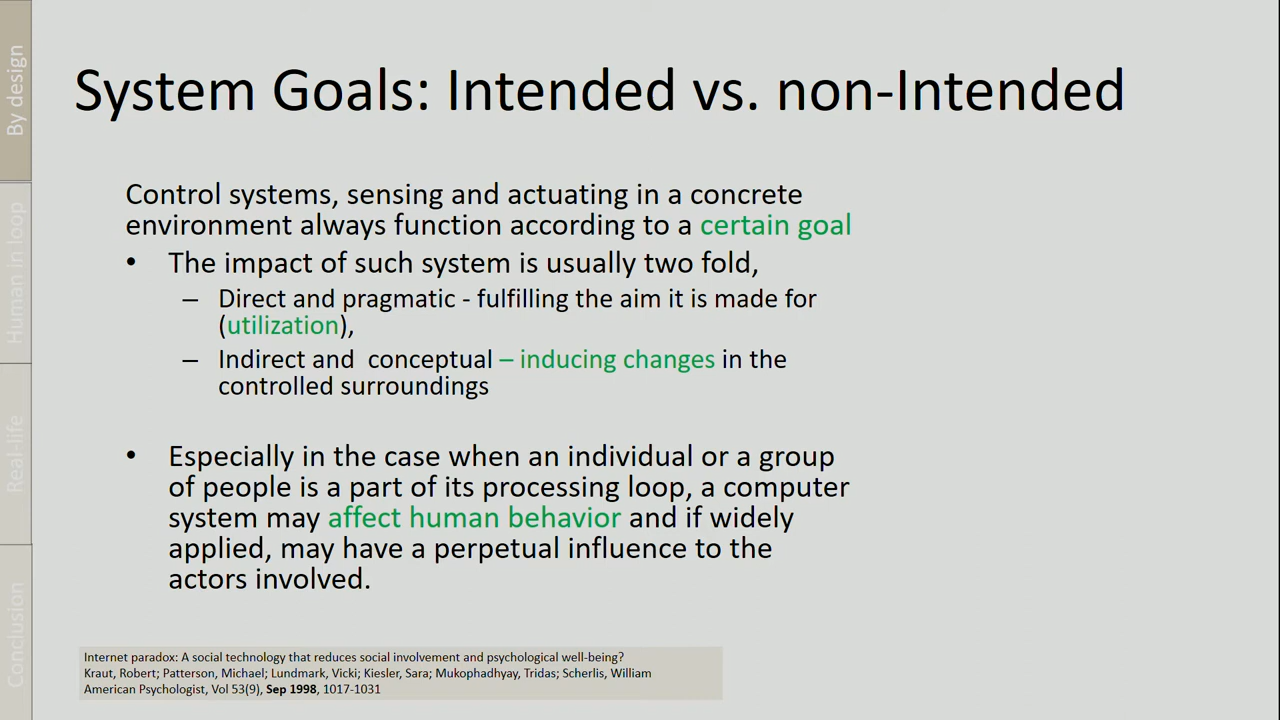 System Goals: Intended vs. non-Intended
Control systems, sensing and actuating in a concrete
environment always function according to a certain goal
• The impact of such system is usually two fold,
– Direct and pragmatic - fulfilling the aim it is made for
(utilization),
– Indirect and conceptual – inducing changes in the
controlled surroundings
• Especially in the case when an individual or a group
of people is a part of its processing loop, a computer
system may affect human behavior and if widely
applied, may have a perpetual influence to the
actors involved.
Internet paradox: A social technology that reduces social involvement and psychological well-being?
Kraut, Robert; Patterson, Michael; Lundmark, Vicki; Kiesler, Sara; Mukophadhyay, Tridas; Scherlis, William
American Psychologist, Vol 53(9), Sep 1998, 1017-1031
By design
Human In loop
Real-life
Conclusion